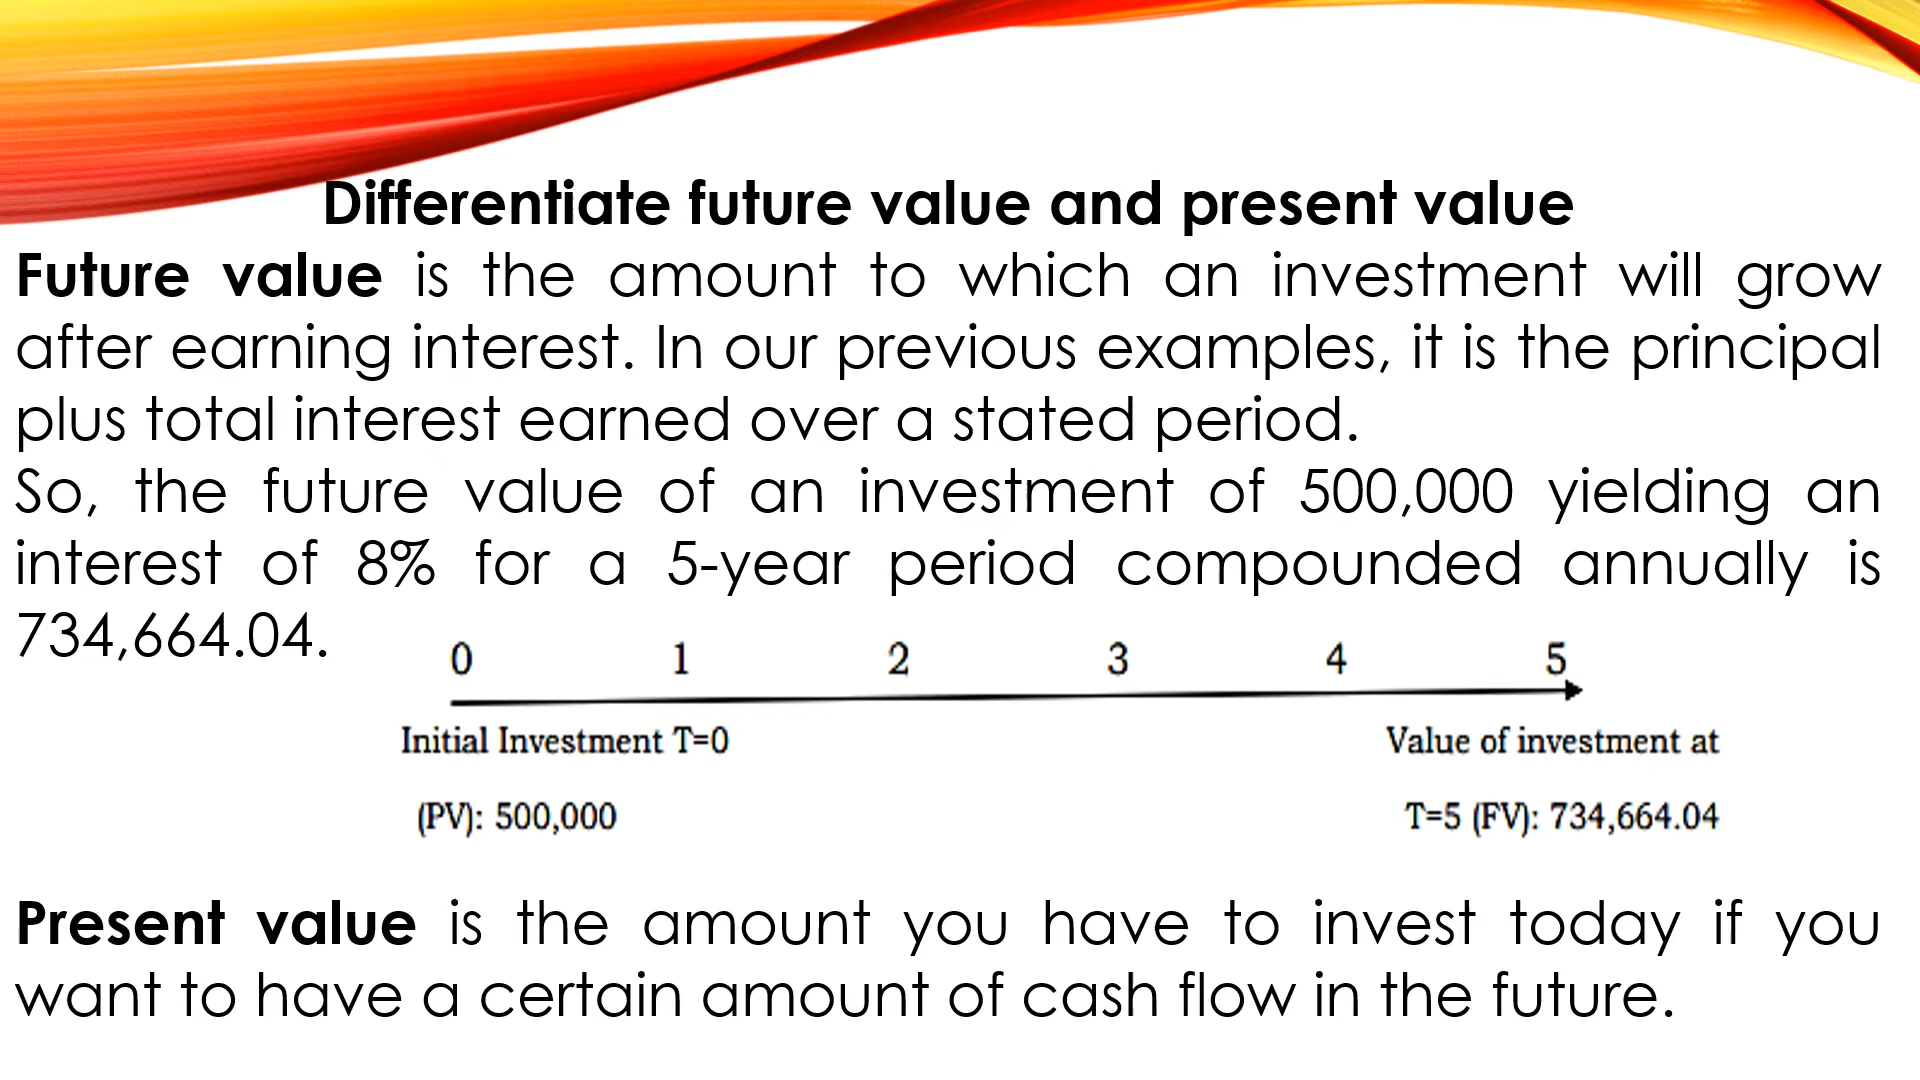 Differentiate future value and present value
Future value is the amount to which an investment will grow
after earning interest. In our previous examples, it is the principal
plus total interest earned over a stated period.
So, the future value of an investment of 500,000 yielding an
interest of 8% for a 5-year period compounded annually is
734,664.04.
0 1 2 3 4 5
Initial Investment T=0 Value of investment at
(PV): 500,000 T=5 (FV): 734,664.04
Present value is the amount you have to invest today if you
want to have a certain amount of cash flow in the future.